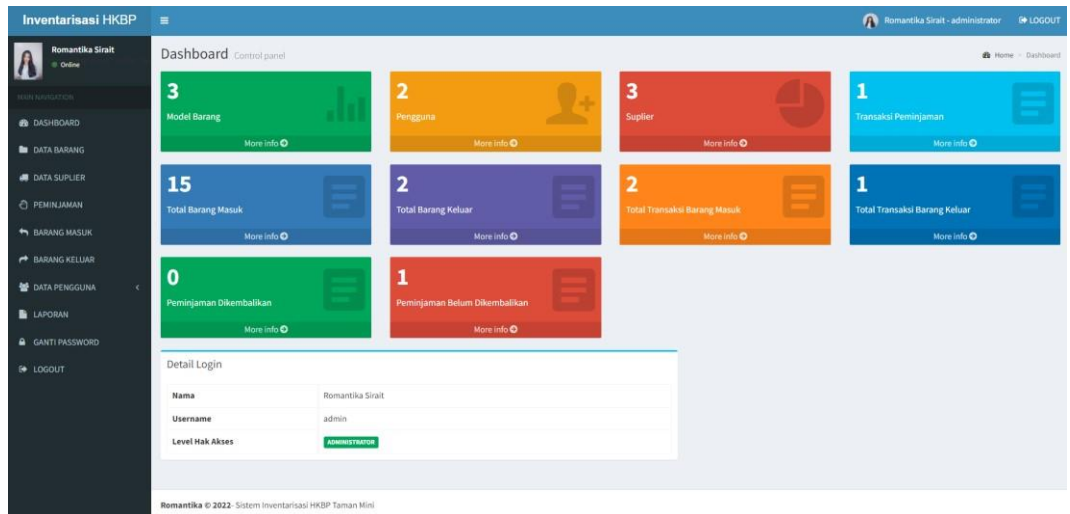 Inventarisasi HKBP
Romantika Sirait - administrator
LOGOUT
Romantika Sirait
Online
MAIN NAVIGATION
DASHBOARD
DATA BARANG
DATA SUPLIER
PEMINJAMAN
BARANG MASUK
BARANG KELUAR
DATA PENGGUNA
LAPORAN
GANTI PASSWORD
LOGOUT
Dashboard Control panel
Home > Dashboard
3
Model Barang
More info
2
Pengguna
More info
3
Suplier
More info
1
Transaksi Peminjaman
More info
15
Total Barang Masuk
More info
2
Total Barang Keluar
More info
2
Total Transaksi Barang Masuk
More info
1
Total Transaksi Barang Keluar
More info
0
Peminjaman Dikembalikan
More info
1
Peminjaman Belum Dikembalikan
More info
Detail Login
Nama Romantika Sirait
Username admin
Level Hak Akses ADMINISTRATOR
Romantika © 2022- Sistem Inventarisasi HKBP Taman Mini